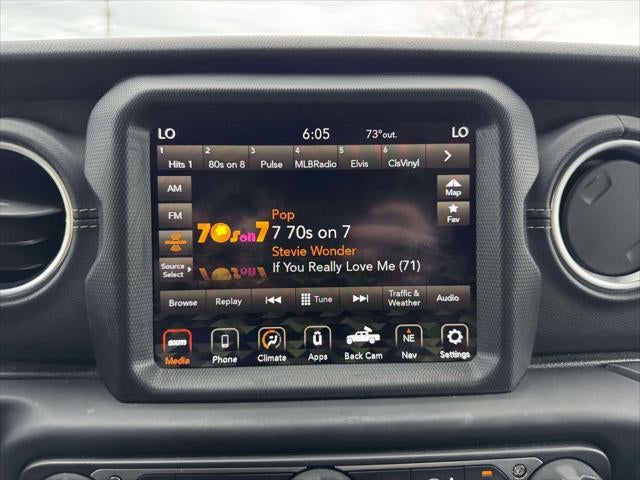 LO 6:05 73°out. LO
1 2 3 4 5 6
Hits 1 80s on 8 Pulse MLBRadio Elvis ClsVinyl >
AM
Map
FM
Fav
Pop
70s on 7
7 70s on 7
Stevie Wonder
If You Really Love Me (71)
Source
Select
Browse Replay Tune Traffic & Weather Audio
SXM NE
Media Phone Climate Apps Back Cam Nav Settings